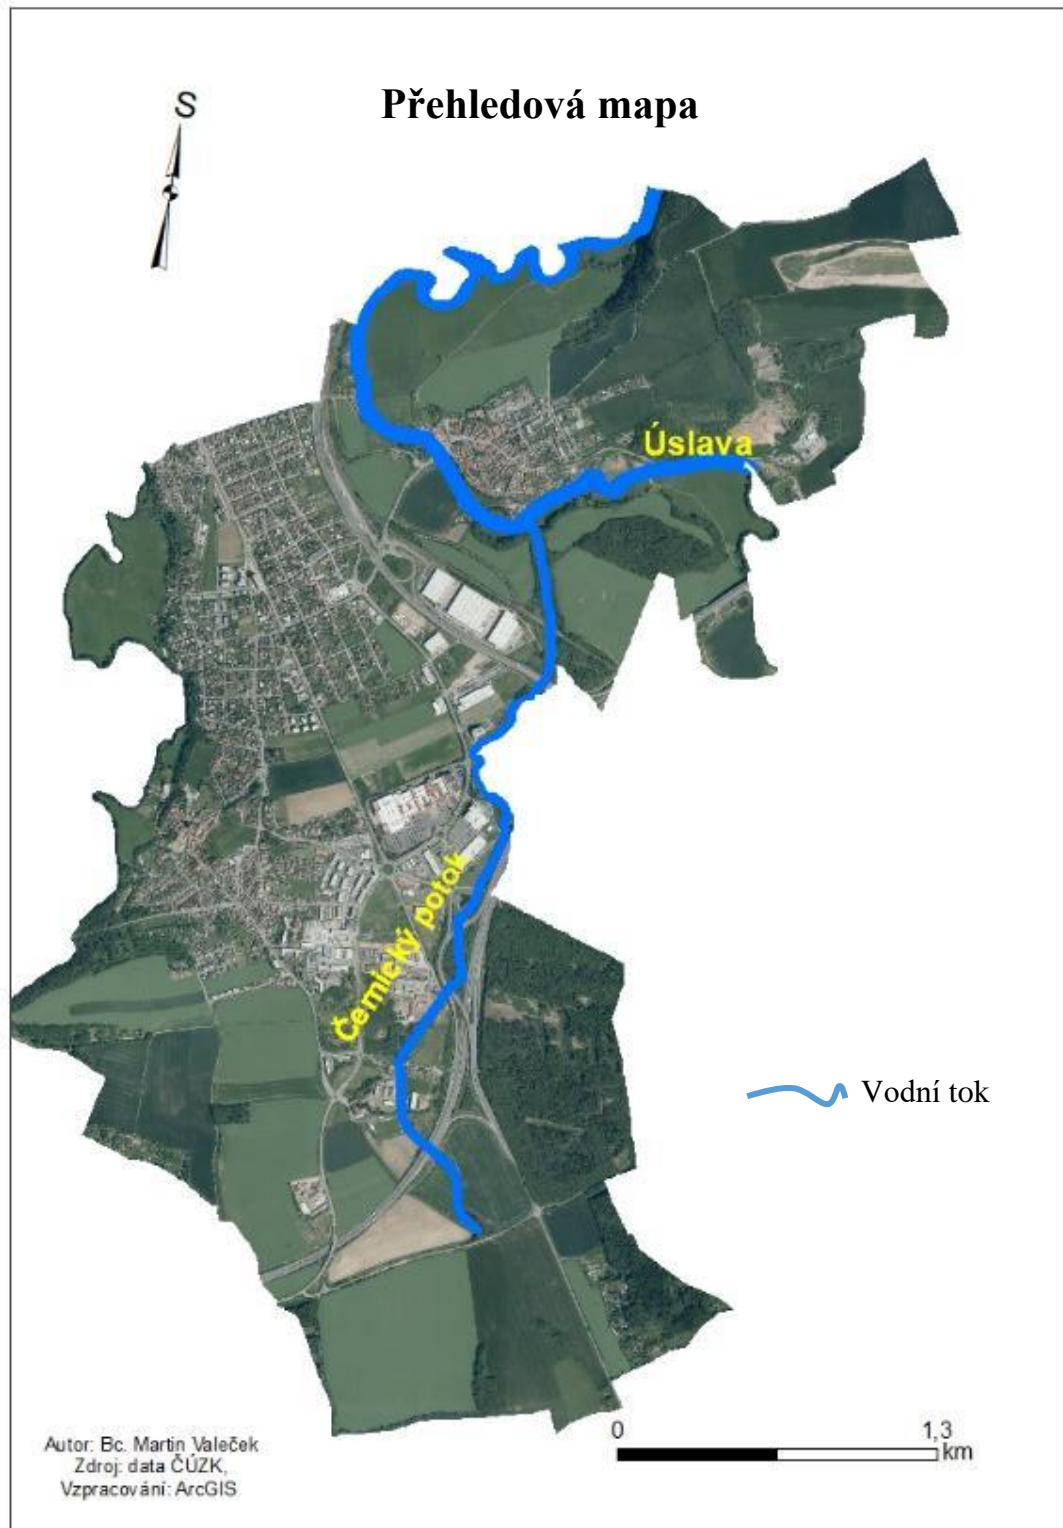 Přehledová mapa
S
Úslava
Černický potok
Vodní tok
0 1,3
km
Autor: Bc. Martin Valeček
Zdroj: data ČÚZK,
Vzpracování: ArcGIS